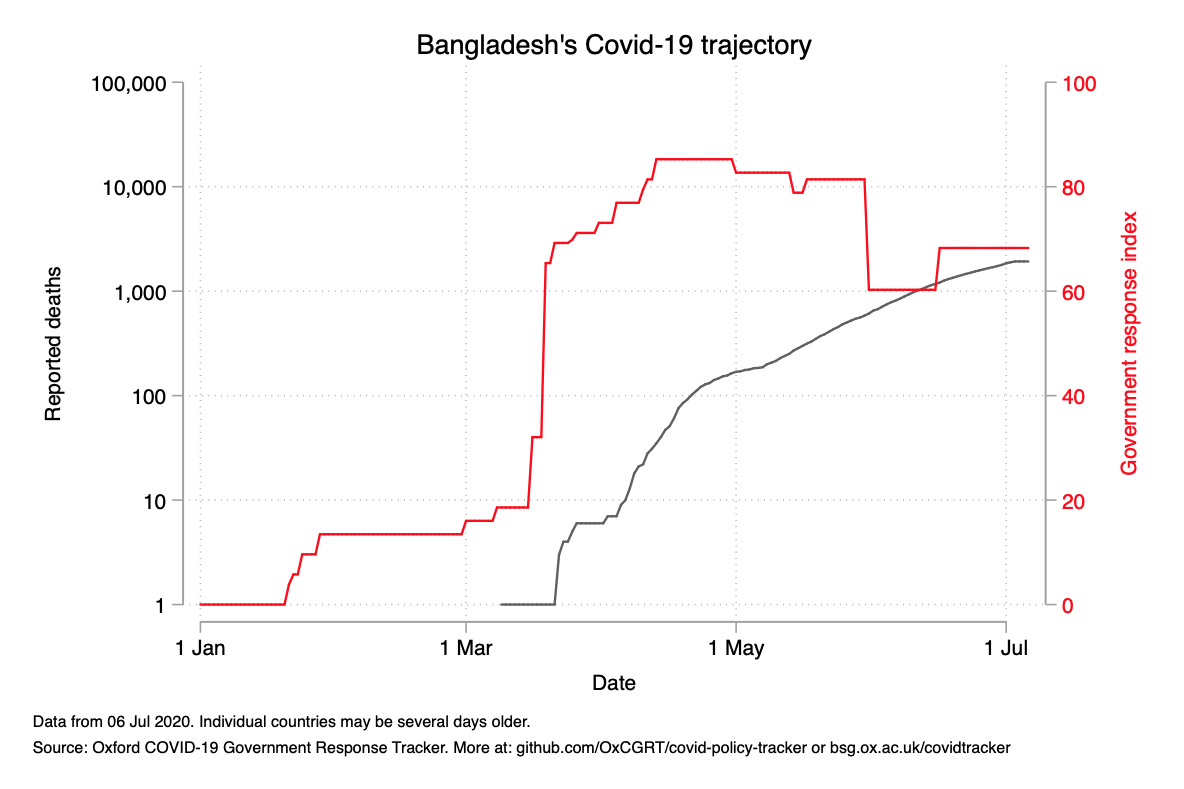 Bangladesh's Covid-19 trajectory
100,000
10,000
1,000
100
10
1
Reported deaths
100
80
60
40
20
0
Government response index
1 Jan
1 Mar
1 May
1 Jul
Date
Data from 06 Jul 2020. Individual countries may be several days older.
Source: Oxford COVID-19 Government Response Tracker. More at: github.com/OxCGRT/covid-policy-tracker or bsg.ox.ac.uk/covidtracker